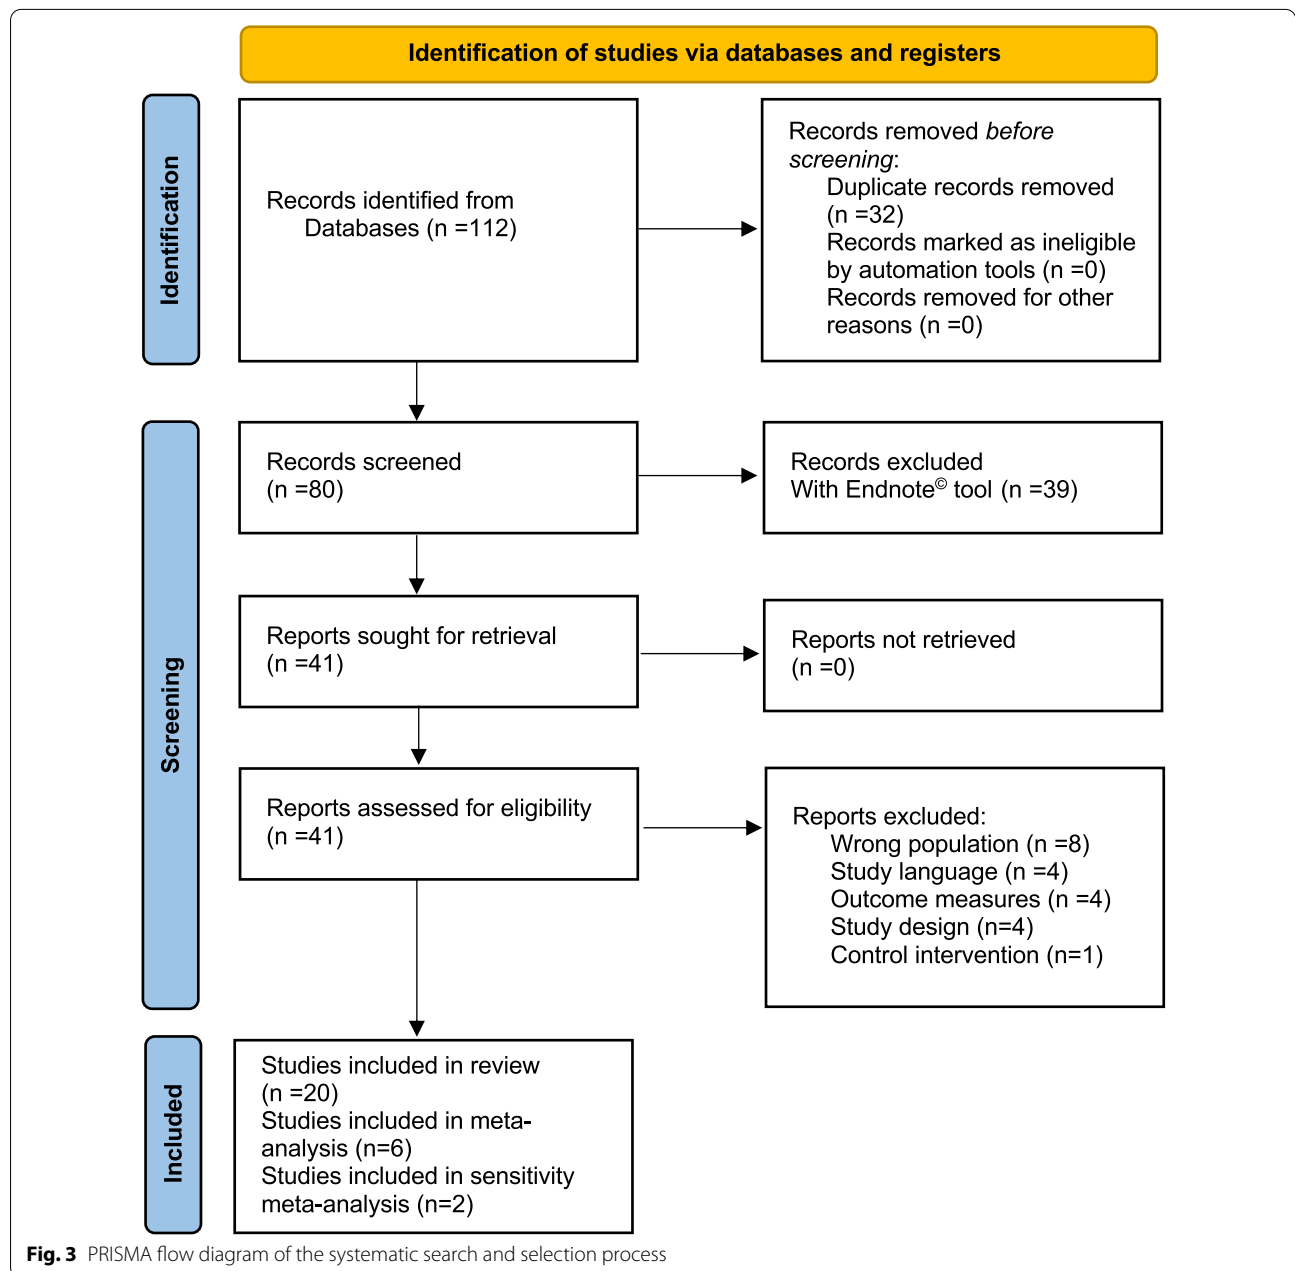 Identification of studies via databases and registers
Identification
Records identified from
Databases (n =112)
Records removed before
screening:
Duplicate records removed
(n =32)
Records marked as ineligible
by automation tools (n =0)
Records removed for other
reasons (n =0)
Screening
Records screened
(n =80)
Records excluded
With Endnote© tool (n =39)
Reports sought for retrieval
(n =41)
Reports not retrieved
(n =0)
Reports assessed for eligibility
(n =41)
Reports excluded:
Wrong population (n =8)
Study language (n =4)
Outcome measures (n =4)
Study design (n=4)
Control intervention (n=1)
Included
Studies included in review
(n =20)
Studies included in meta-
analysis (n=6)
Studies included in sensitivity
meta-analysis (n=2)
Fig. 3 PRISMA flow diagram of the systematic search and selection process